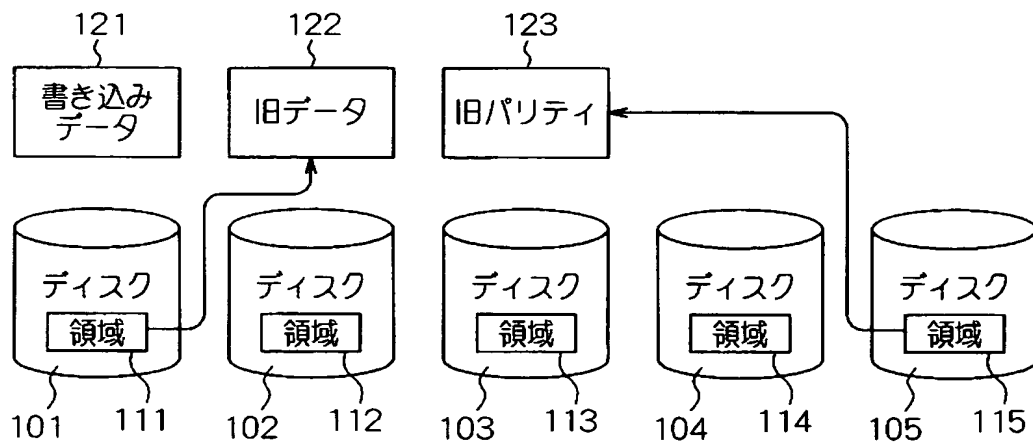 121
122
123
書き込み
データ
旧データ
旧パリティ
ディスク
ディスク
ディスク
ディスク
ディスク
領域
領域
領域
領域
領域
101
111
102
112
103
113
104
114
105
115